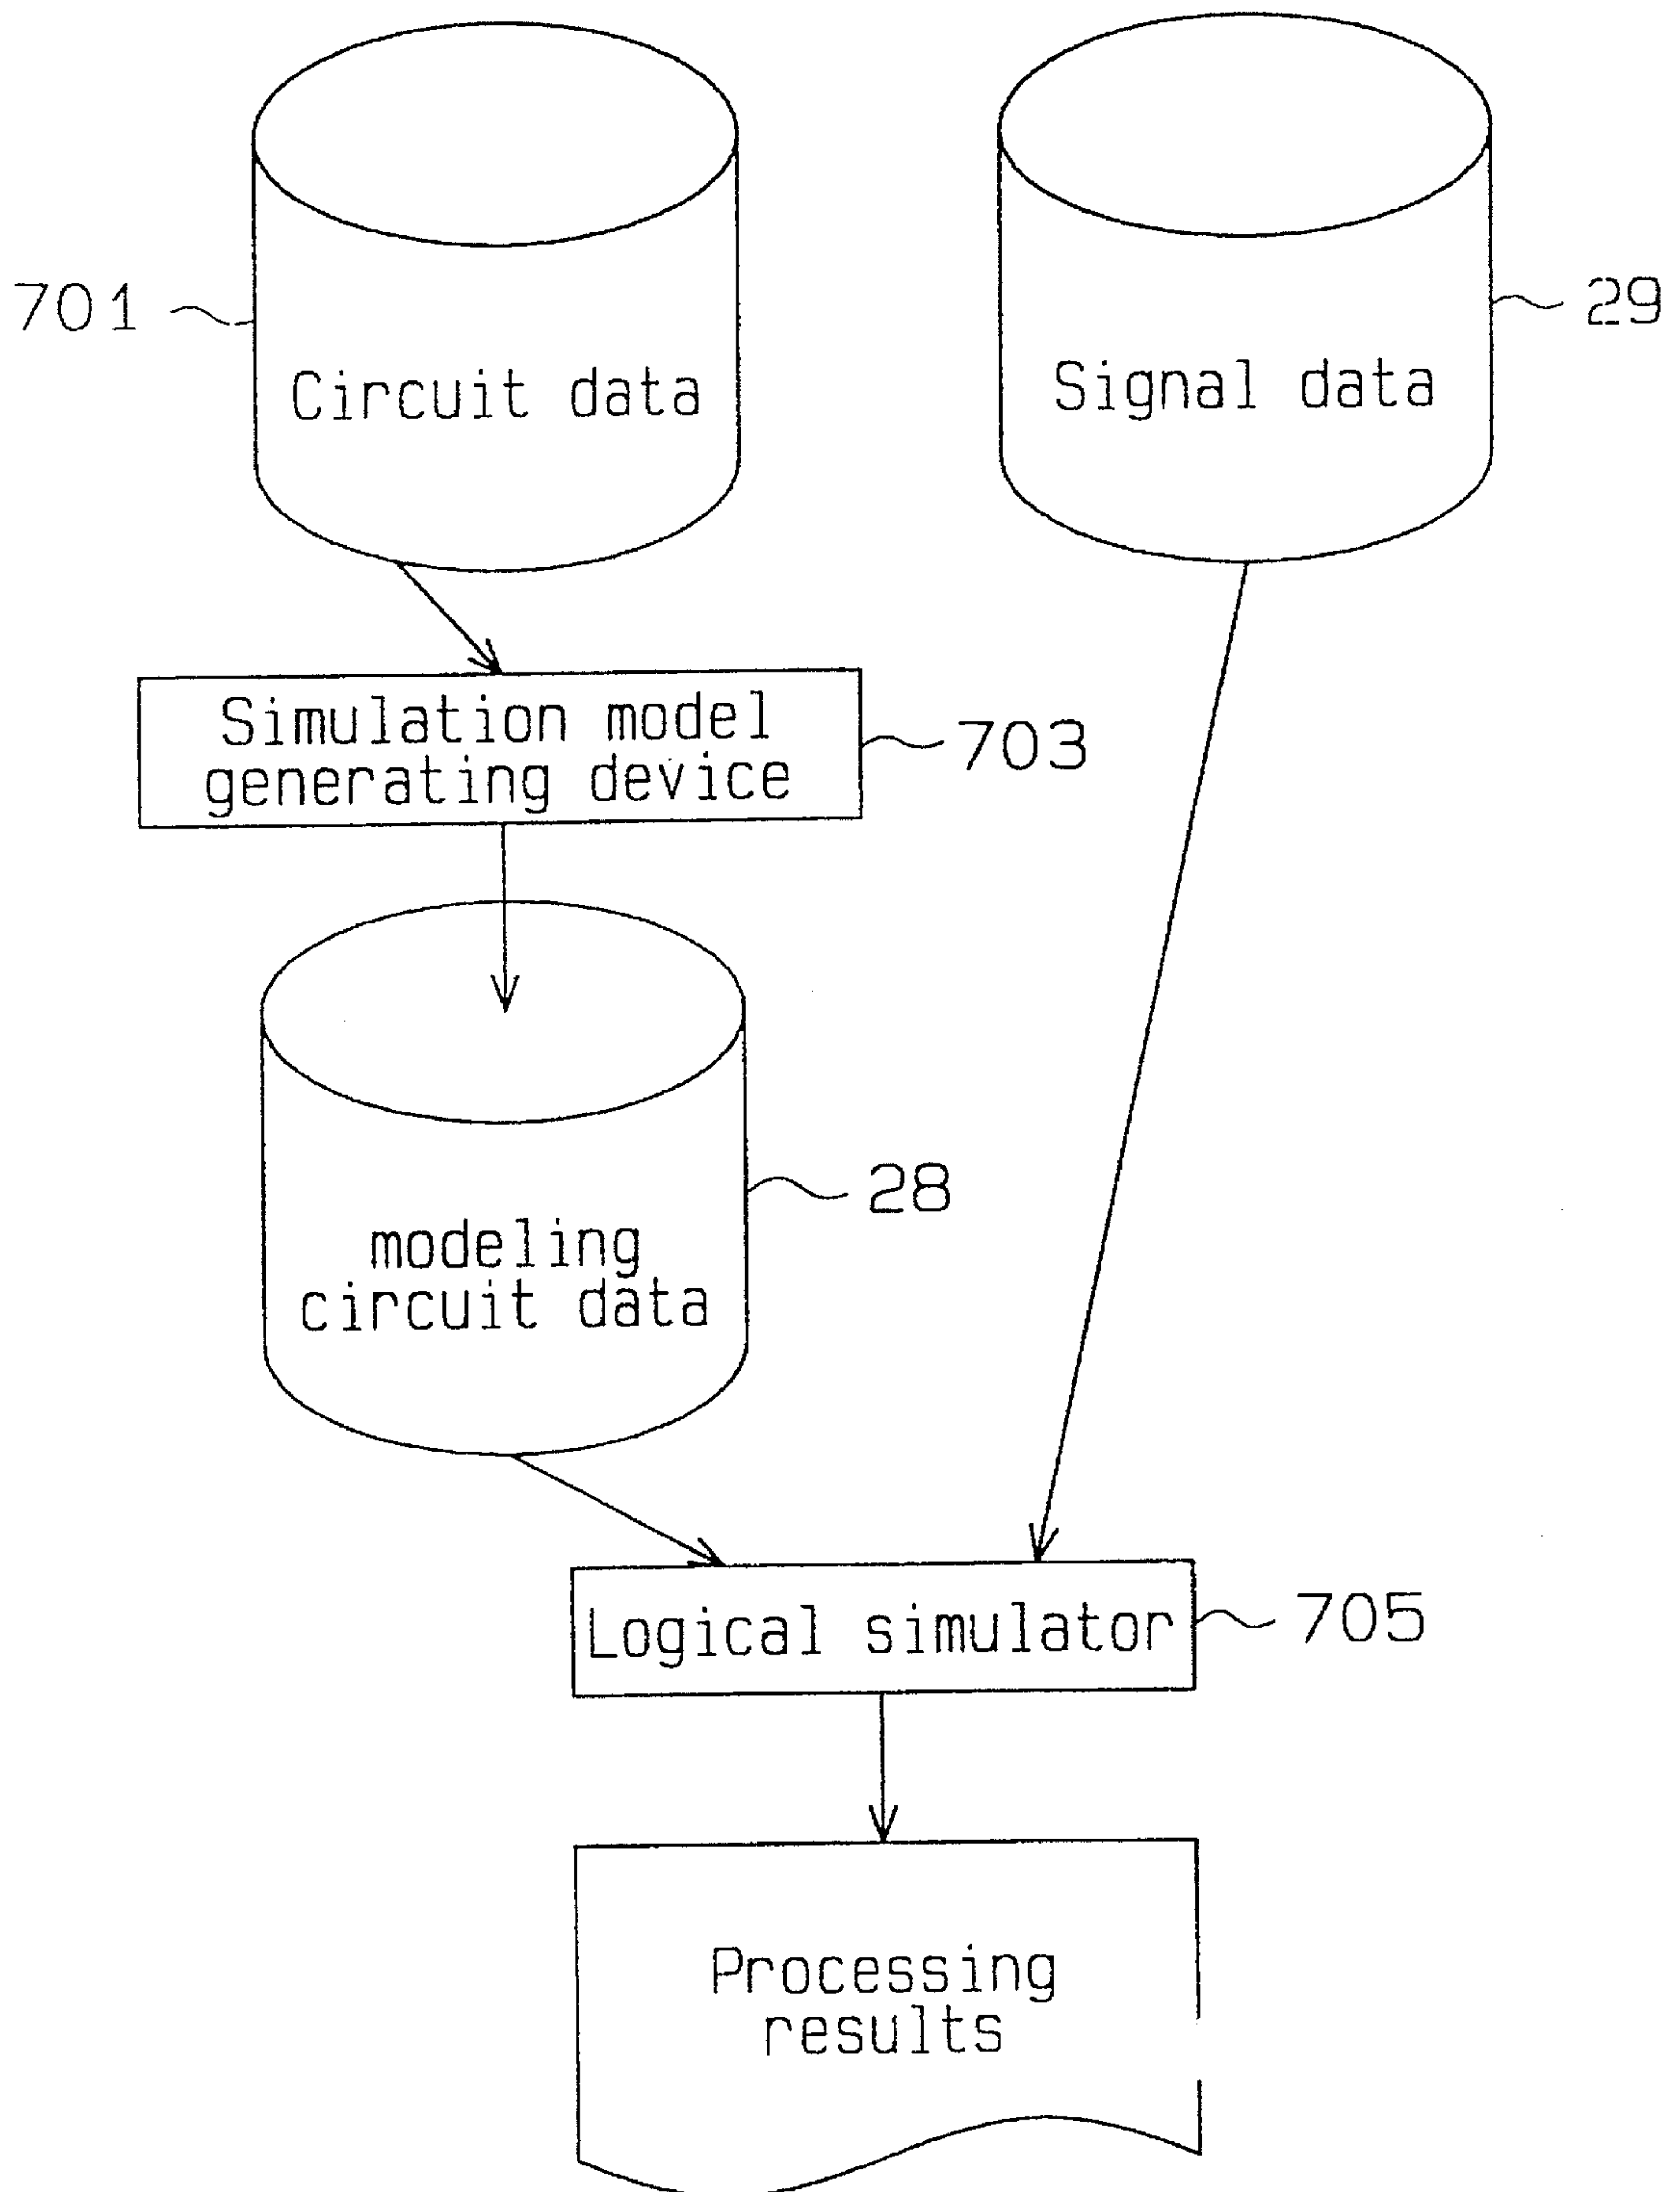 701
Circuit data
Signal data
29
Simulation model
generating device
703
28
modeling
circuit data
Logical simulator
705
Processing
results